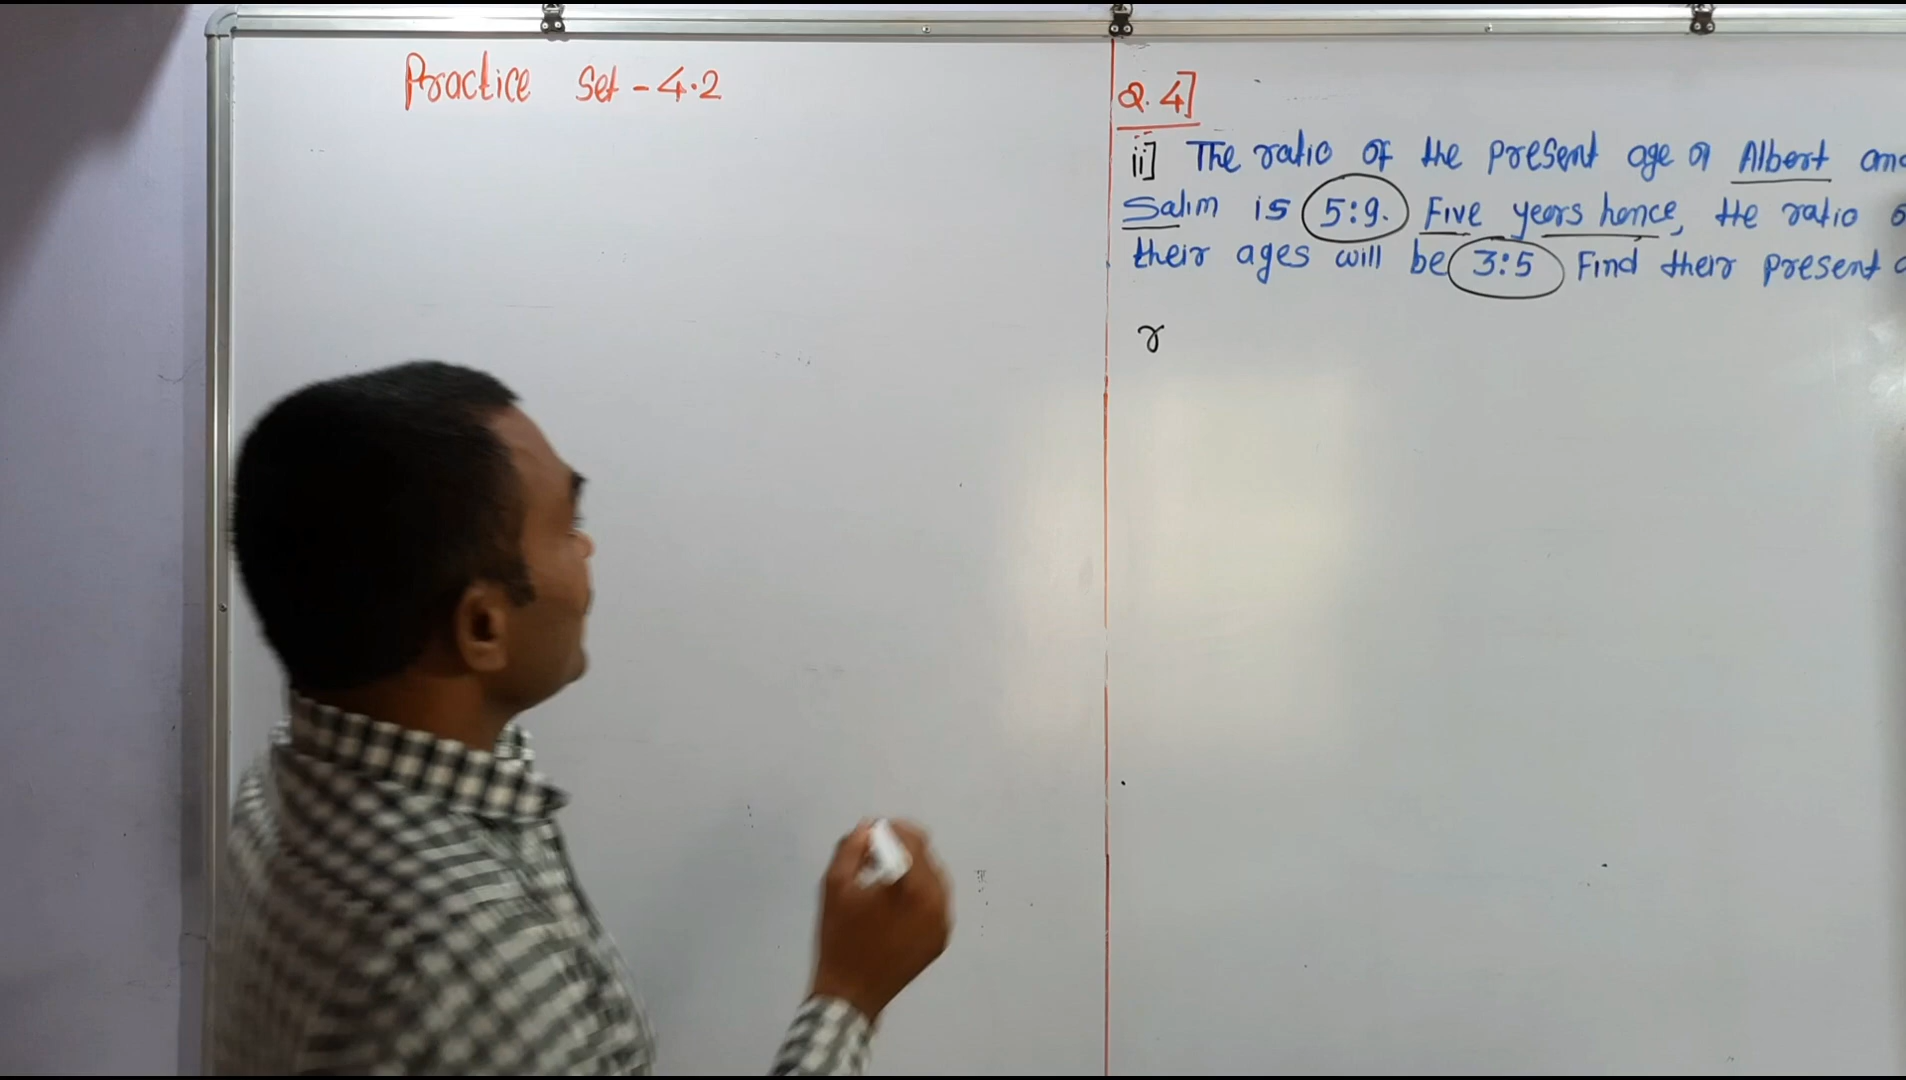 Practice Set - 4.2
Q. 4]
ii] The ratio of the present age of Albert and
Salim is 5:9. Five years hence, the ratio o
their ages will be 3:5 Find their present a
r